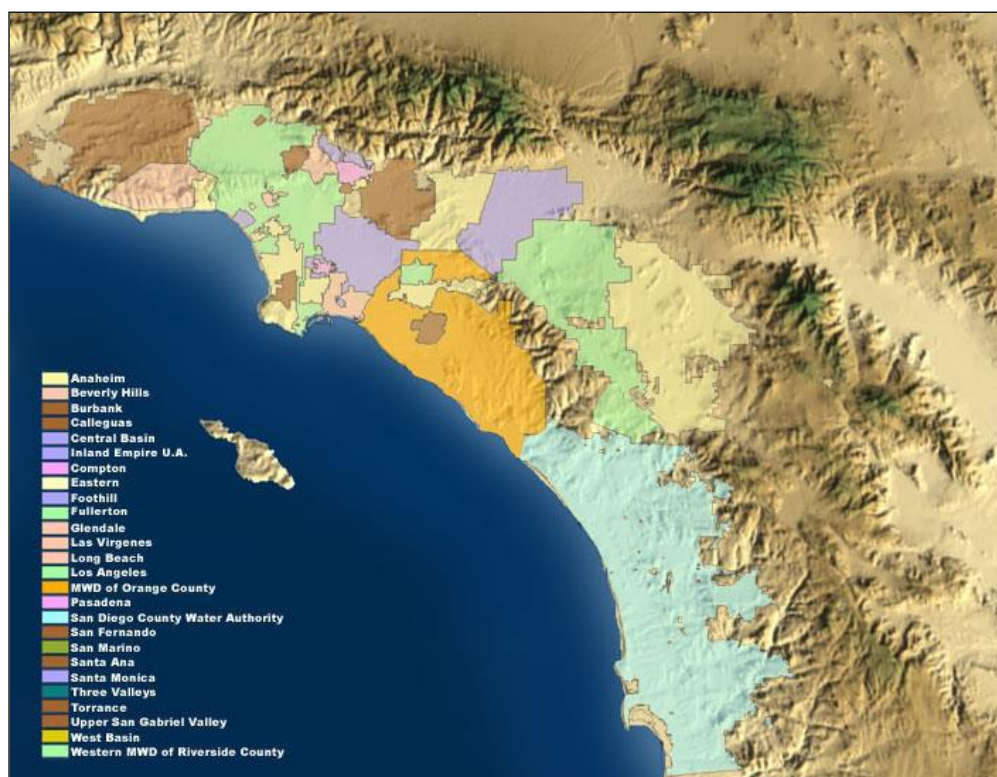 Anaheim
Beverly Hills
Burbank
Calleguas
Central Basin
Inland Empire U.A.
Compton
Eastern
Foothill
Fullerton
Glendale
Las Virgenes
Long Beach
Los Angeles
MWD of Orange County
Pasadena
San Diego County Water Authority
San Fernando
San Marino
Santa Ana
Santa Monica
Three Valleys
Torrance
Upper San Gabriel Valley
West Basin
Western MWD of Riverside County